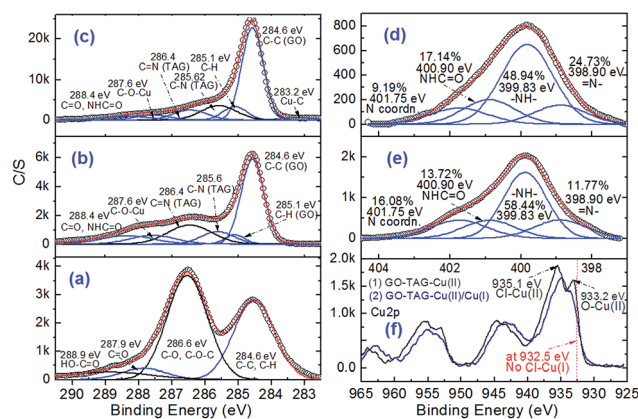 (c)
284.6 eV
C-C (GO)
286.4
C=N (TAG)
285.1 eV
C-H
285.62
C-N (TAG)
287.6 eV
C-O-Cu
288.4 eV
C=O, NHC=O
283.2 eV
Cu-C
20k
10k
0
(b)
284.6 eV
C-C (GO)
285.6
C-N (TAG)
286.4
C=N (TAG)
287.6 eV
C-O-Cu
288.4 eV
C=O, NHC=O
285.1 eV
C-H (GO)
6k
4k
2k
0
C/S
(a)
288.9 eV
HO-C=O
287.9 eV
C=O
286.6 eV
C-O, C-O-C
284.6 eV
C-C, C-H
4k
3k
2k
1k
0
290 288 286 284
Binding Energy (eV)
(d)
17.14%
400.90 eV
NHC=O
9.19%
401.75 eV
N coordn.
48.94%
399.83 eV
-NH-
24.73%
398.90 eV
=N-
800
600
400
200
0
(e)
13.72%
400.90 eV
NHC=O
16.08%
401.75 eV
N coordn.
-NH-
58.44%
399.83 eV
11.77%
398.90 eV
=N-
2k
1k
0
404 402 400 398
(1) GO-TAG-Cu(II)
(2) GO-TAG-Cu(II)/Cu(I)
Cu2p
935.1 eV
Cl-Cu(II)
933.2 eV
O-Cu(II)
at 932.5 eV
No Cl-Cu(I)
(f)
2.0k
1.5k
1.0k
0.0
965 960 955 950 945 940 935 930 925
Binding Energy (eV)